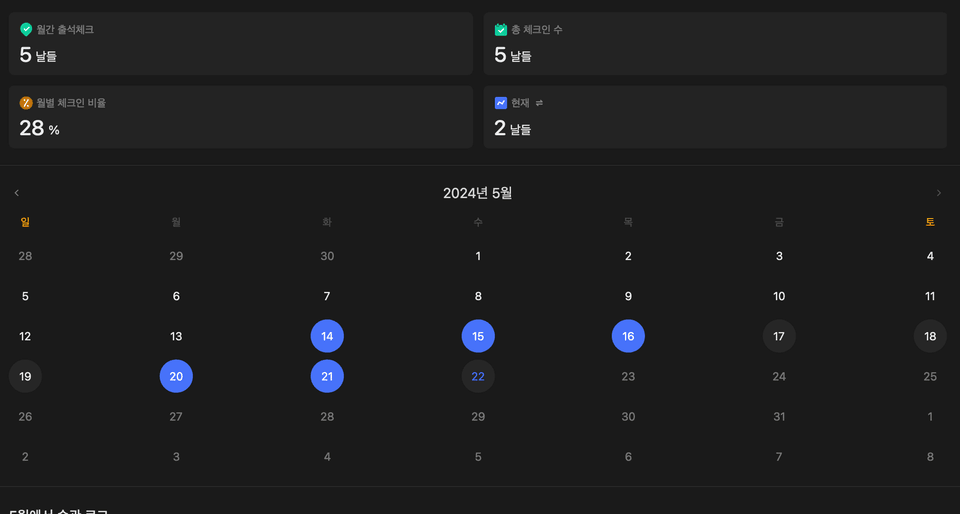 월간 출석체크
총 체크인 수
5 날들
5 날들
월별 체크인 비율
현재
28 %
2 날들
2024년 5월
일 월 화 수 목 금 토
28 29 30 1 2 3 4
5 6 7 8 9 10 11
12 13 14 15 16 17 18
19 20 21 22 23 24 25
26 27 28 29 30 31 1
2 3 4 5 6 7 8